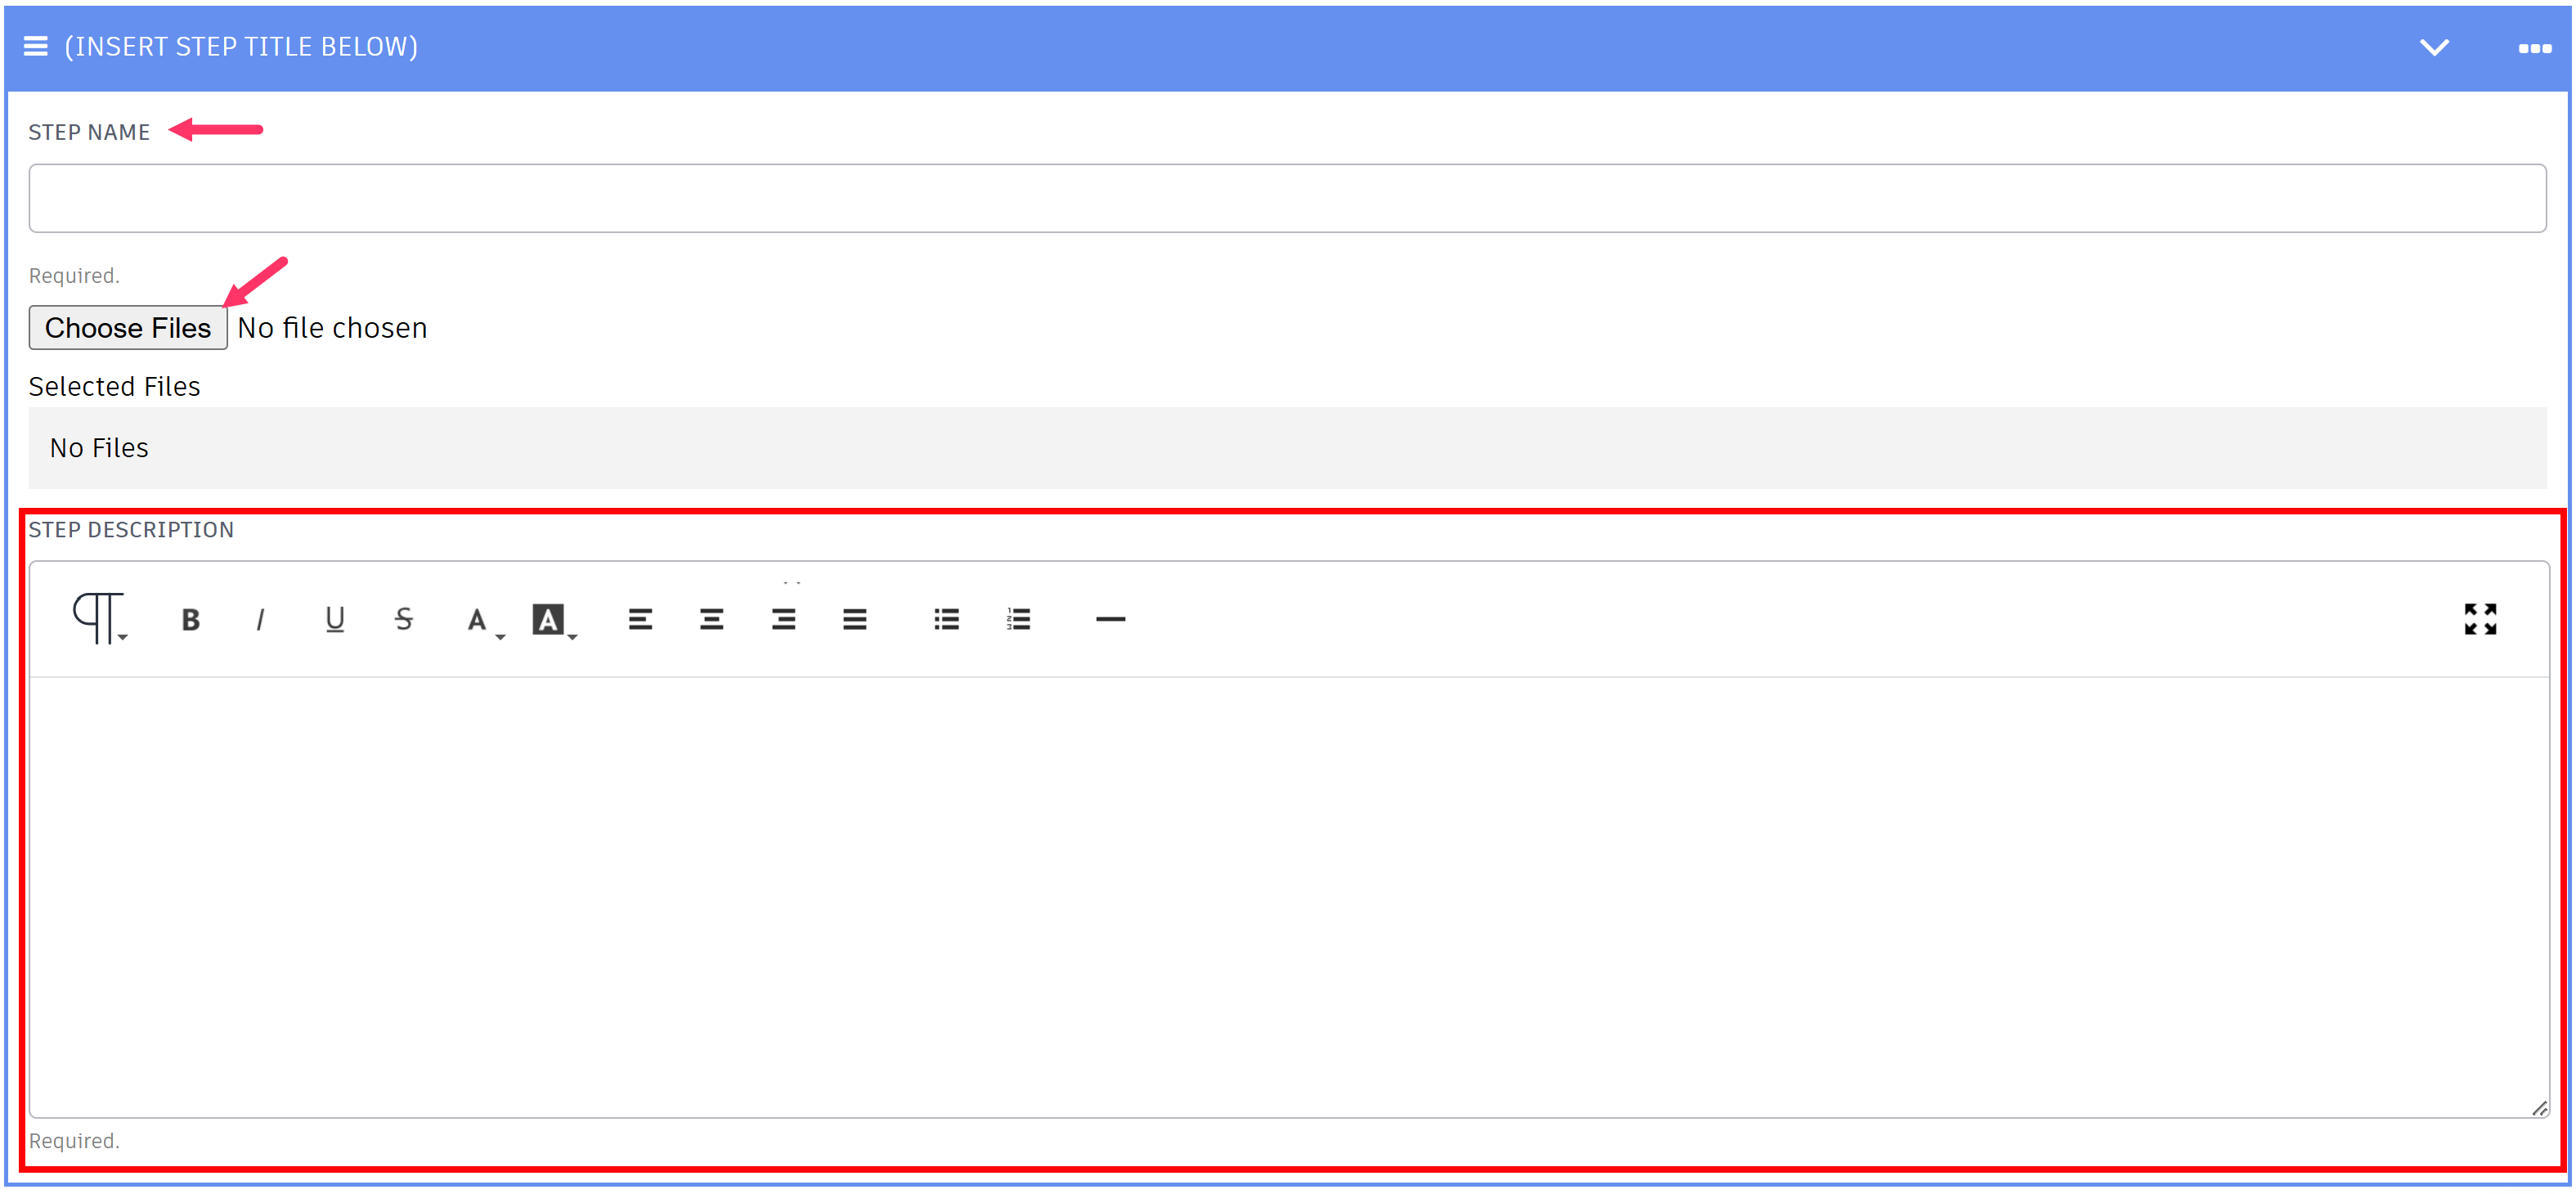 (INSERT STEP TITLE BELOW)
STEP NAME
Required.
Choose Files No file chosen
Selected Files
No Files
STEP DESCRIPTION
B I U S A A
Required.